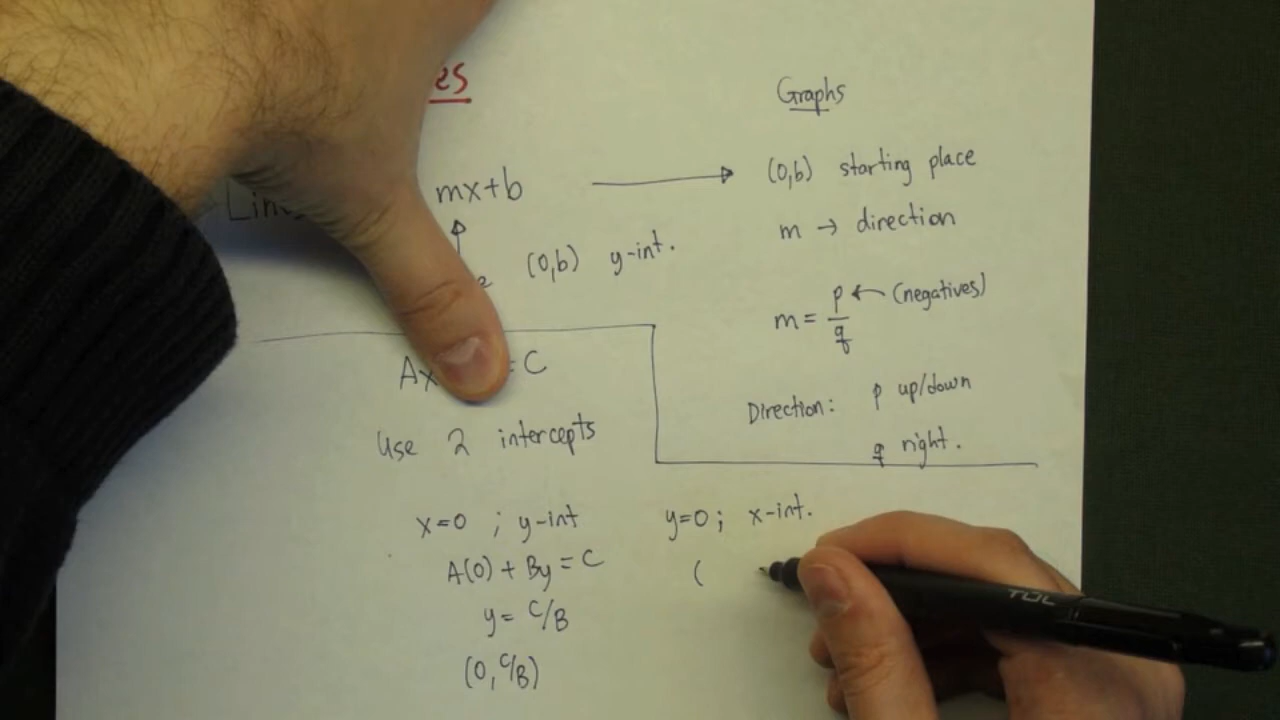 es
Graphs
mx+b
(0,b) starting place
m → direction
(0,b) y-int.
m = p/q ← (negatives)
Ax = C
Direction: p up/down
q right.
Use 2 intercepts
x=0 ; y-int
y=0 ; x-int.
A(0) + By = C
(
y = C/B
(0, C/B)
TUL